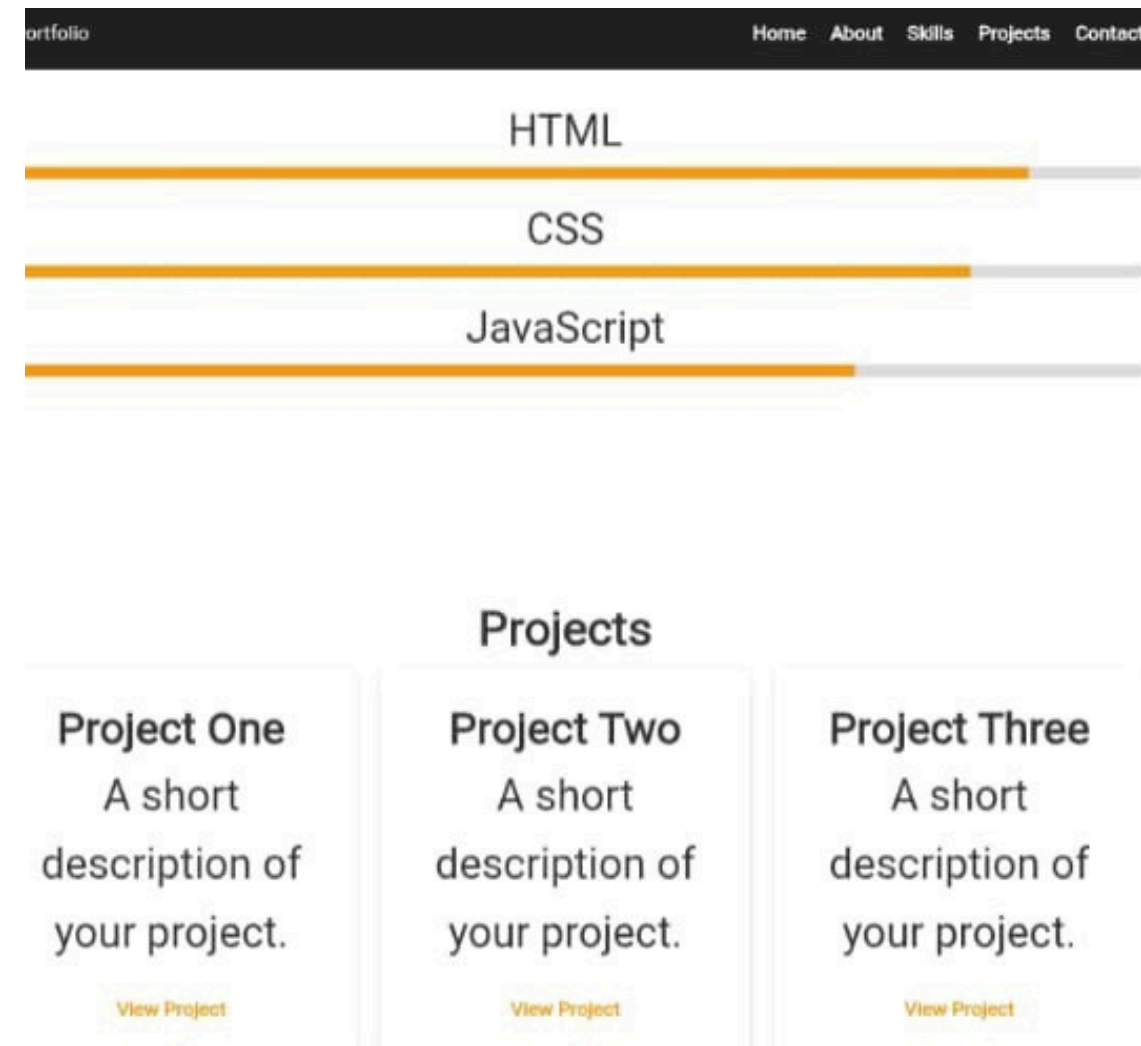 ortfolio Home About Skills Projects Contact
HTML
CSS
JavaScript
Projects
Project One
A short
description of
your project.
View Project
Project Two
A short
description of
your project.
View Project
Project Three
A short
description of
your project.
View Project